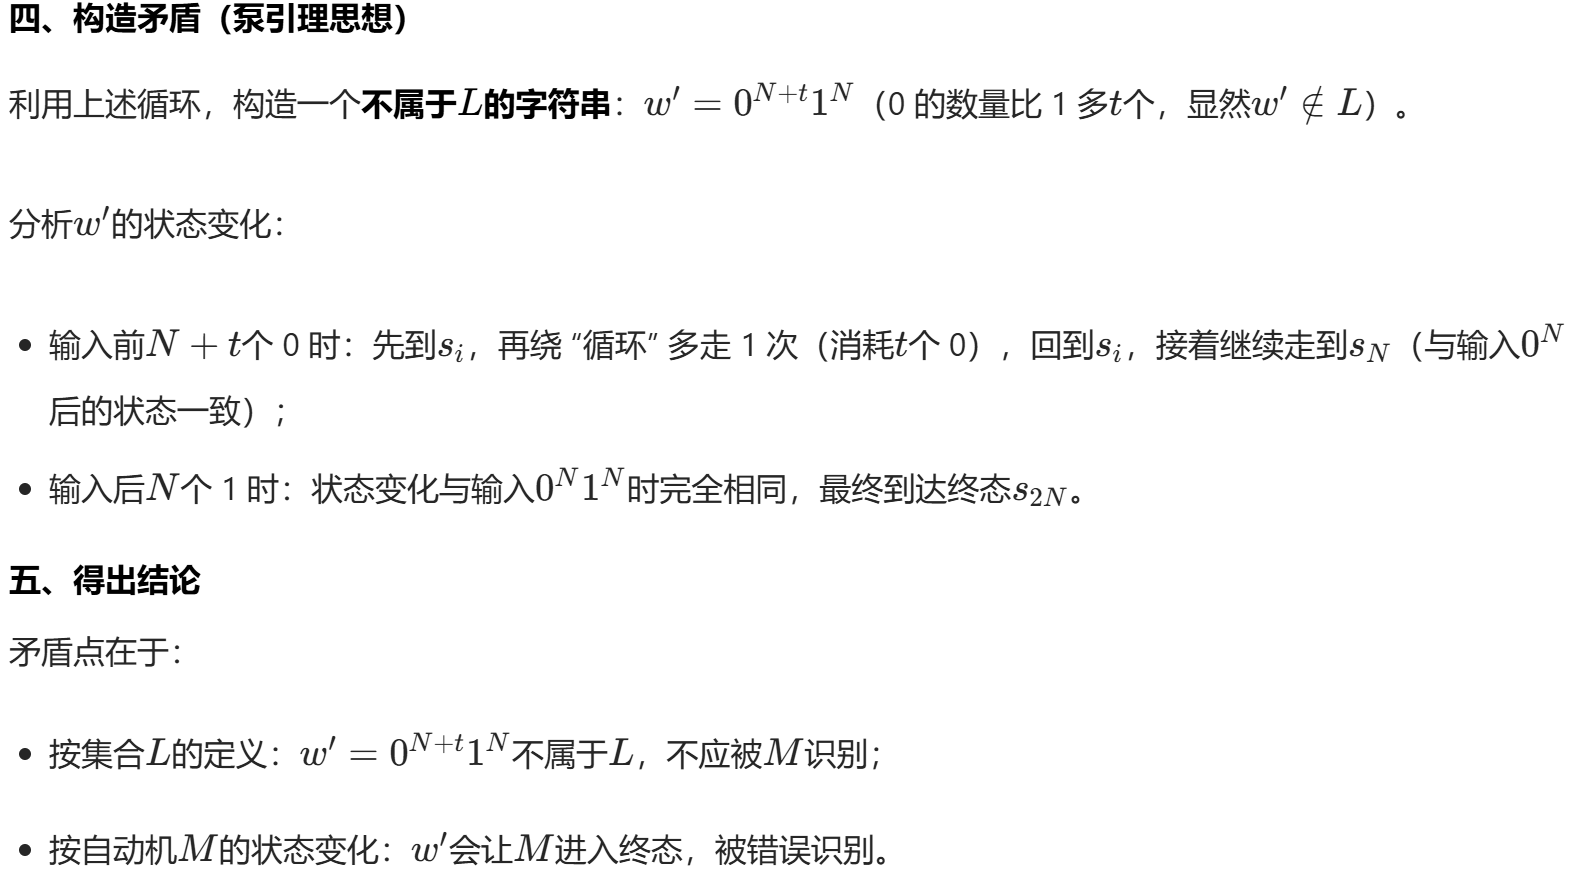 四、构造矛盾（泵引理思想）
利用上述循环，构造一个不属于L的字符串：w′ = 0^{N+t}1^N（0 的数量比 1 多t个，显然w′ ∉ L）。
分析w′的状态变化：
• 输入前N + t个 0 时：先到s_i，再绕 “循环” 多走 1 次（消耗t个 0），回到s_i，接着继续走到s_N（与输入0^N
后的状态一致）；
• 输入后N个 1 时：状态变化与输入0^N1^N时完全相同，最终到达终态s_{2N}。
五、得出结论
矛盾点在于：
• 按集合L的定义：w′ = 0^{N+t}1^N不属于L，不应被M识别；
• 按自动机M的状态变化：w′会让M进入终态，被错误识别。